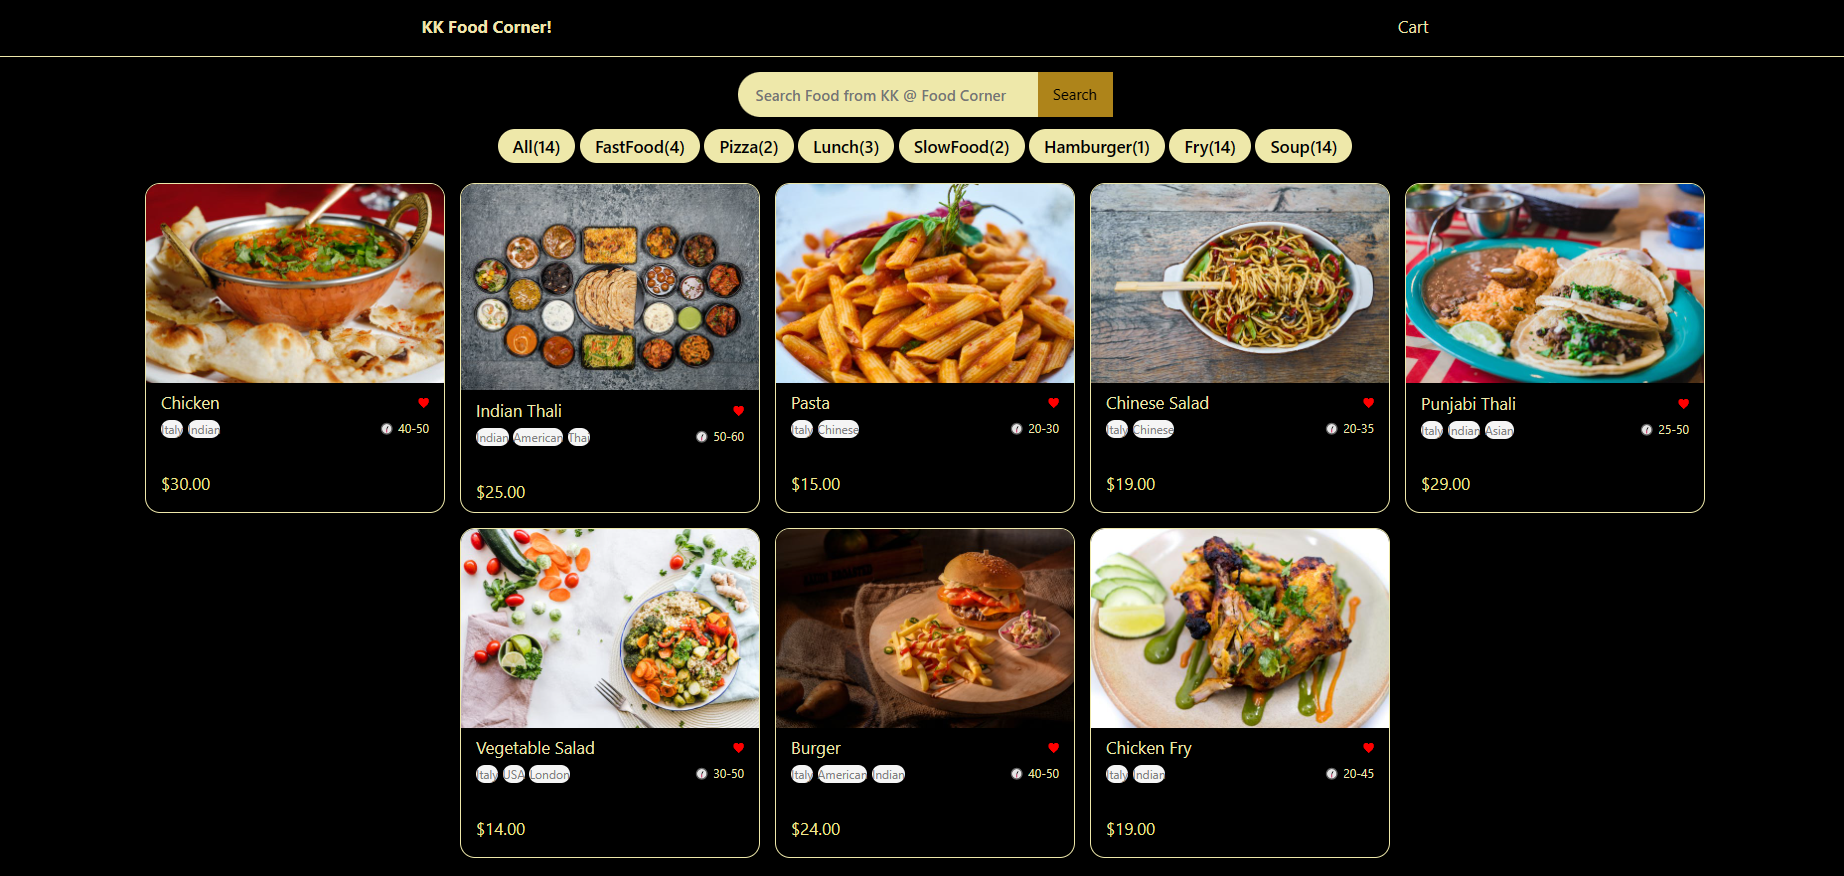 KK Food Corner! Cart
Search Food from KK @ Food Corner Search
All(14) FastFood(4) Pizza(2) Lunch(3) SlowFood(2) Hamburger(1) Fry(14) Soup(14)
Chicken
Italy Indian 40-50
$30.00
Indian Thali
Indian American Thai 50-60
$25.00
Pasta
Italy Chinese 20-30
$15.00
Chinese Salad
Italy Chinese 20-35
$19.00
Punjabi Thali
Italy Indian Asian 25-50
$29.00
Vegetable Salad
Italy USA London 30-50
$14.00
Burger
Italy American Indian 40-50
$24.00
Chicken Fry
Italy Indian 20-45
$19.00